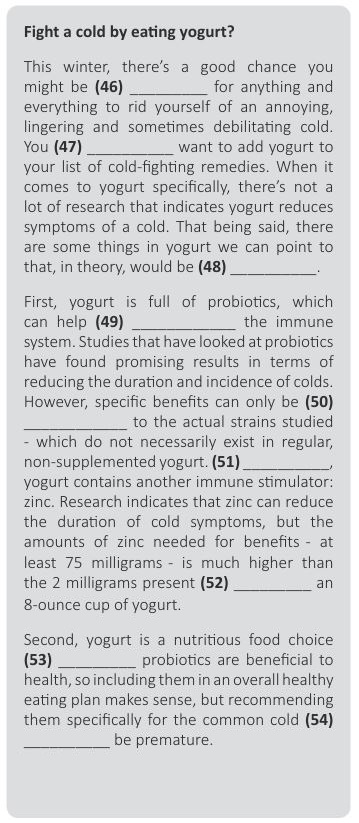 Fight a cold by eating yogurt?
This winter, there's a good chance you
might be (46) _________ for anything and
everything to rid yourself of an annoying,
lingering and sometimes debilitating cold.
You (47) __________ want to add yogurt to
your list of cold-fighting remedies. When it
comes to yogurt specifically, there's not a
lot of research that indicates yogurt reduces
symptoms of a cold. That being said, there
are some things in yogurt we can point to
that, in theory, would be (48) __________.
First, yogurt is full of probiotics, which
can help (49) ____________ the immune
system. Studies that have looked at probiotics
have found promising results in terms of
reducing the duration and incidence of colds.
However, specific benefits can only be (50)
____________ to the actual strains studied
- which do not necessarily exist in regular,
non-supplemented yogurt. (51) __________,
yogurt contains another immune stimulator:
zinc. Research indicates that zinc can reduce
the duration of cold symptoms, but the
amounts of zinc needed for benefits - at
least 75 milligrams - is much higher than
the 2 milligrams present (52) _________ an
8-ounce cup of yogurt.
Second, yogurt is a nutritious food choice
(53) _________ probiotics are beneficial to
health, so including them in an overall healthy
eating plan makes sense, but recommending
them specifically for the common cold (54)
__________ be premature.